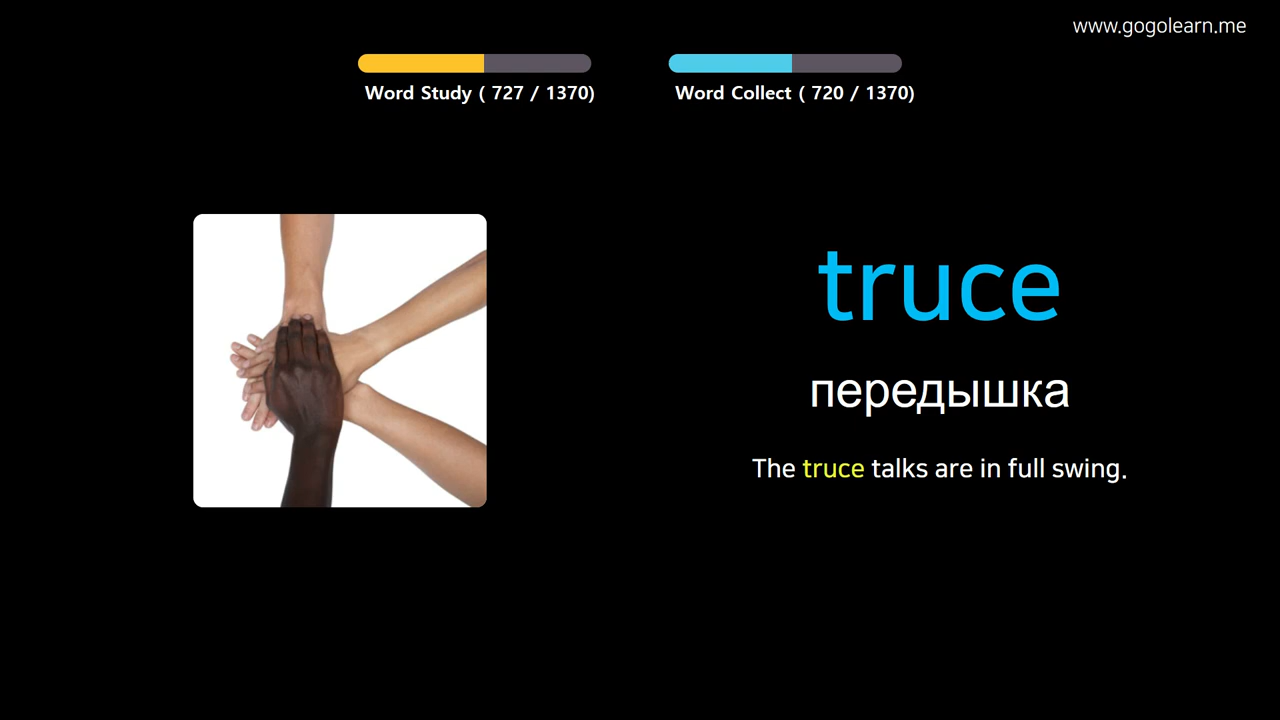 www.gogolearn.me
Word Study ( 727 / 1370)
Word Collect ( 720 / 1370)
truce
передышка
The truce talks are in full swing.